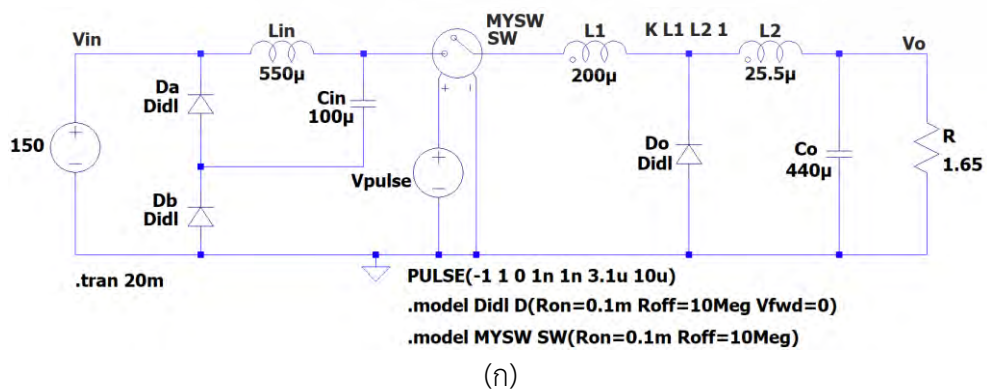 MYSW
SW
Vin
Lin
550µ
L1
200µ
K L1 L2 1
L2
25.5µ
Vo
Da
Didl
Cin
100µ
150
Db
Didl
Vpulse
Do
Didl
Co
440µ
R
1.65
.tran 20m
PULSE(-1 1 0 1n 1n 3.1u 10u)
.model Didl D(Ron=0.1m Roff=10Meg Vfwd=0)
.model MYSW SW(Ron=0.1m Roff=10Meg)
(ก)